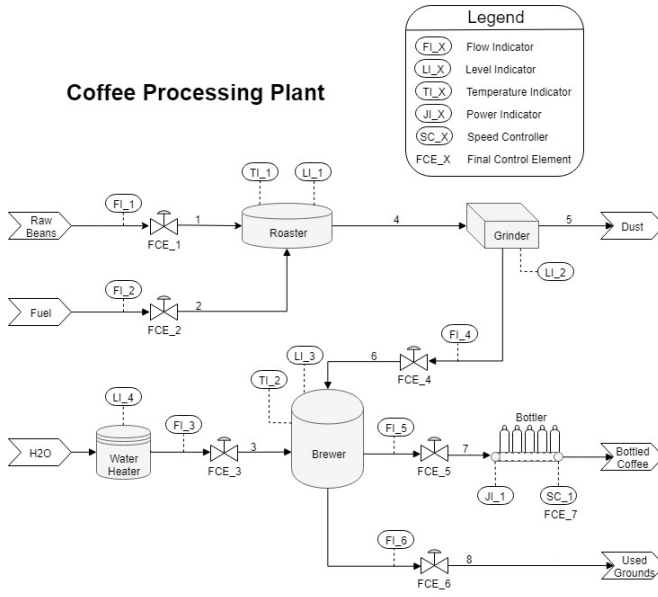 Legend
FI_X Flow Indicator
LI_X Level Indicator
TI_X Temperature Indicator
JI_X Power Indicator
SC_X Speed Controller
FCE_X Final Control Element
Coffee Processing Plant
TI_1 LI_1
FI_1
Raw
Beans
1
FCE_1
Roaster
4
Grinder
5
Dust
LI_2
FI_2
Fuel
2
FCE_2
FI_4
6
FCE_4
LI_3
TI_2
LI_4
FI_3
H2O
Water
Heater
3
FCE_3
Brewer
FI_5
7
FCE_5
Bottler
Bottled
Coffee
JI_1
SC_1
FCE_7
FI_6
8
FCE_6
Used
Grounds